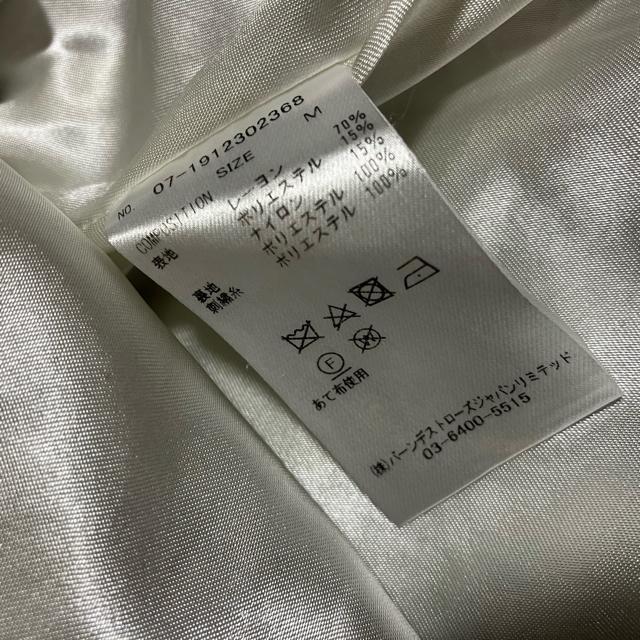 NO. 07-1912302368
SIZE M
COMPOSITION
表地 レーヨン 70%
ポリエステル 15%
ナイロン 15%
裏地 ポリエステル 100%
刺繍糸 ポリエステル 100%
F
あて布使用
㈱バーンデストローズジャパンリミテッド
03-6400-5515